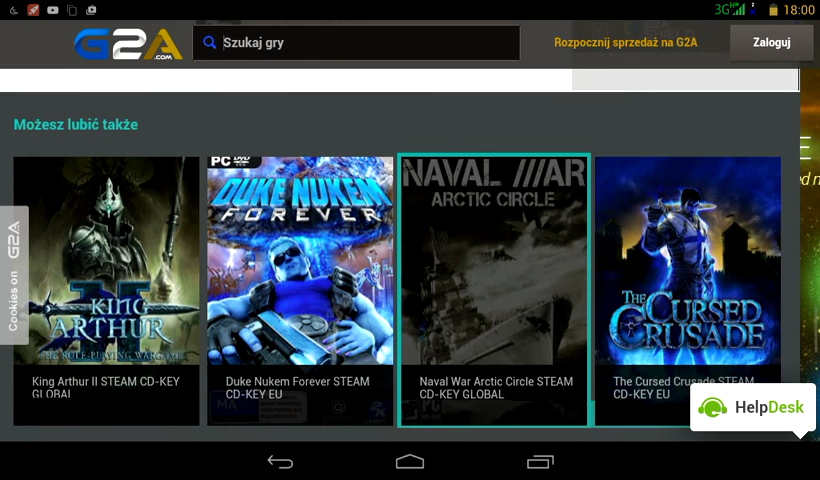 3G H+ 18:00
G2A .COM
Szukaj gry
Rozpocznij sprzedaż na G2A
Zaloguj
Możesz lubić także
Cookies on G2A
KING
ARTHUR
II
THE ROLE-PLAYING WARGAME
King Arthur II STEAM CD-KEY
GLOBAL
PC DVD
DUKE NUKEM
FOREVER
Duke Nukem Forever STEAM
CD-KEY EU
NAVAL WAR
ARCTIC CIRCLE
Naval War Arctic Circle STEAM
CD-KEY GLOBAL
THE CURSED
CRUSADE
The Cursed Crusade STEAM
CD-KEY EU
HelpDesk